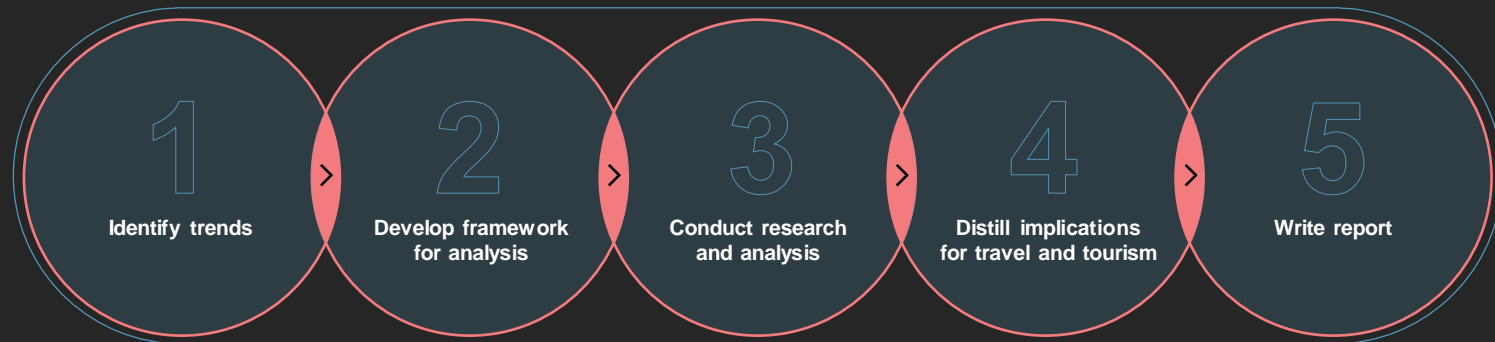 1
Identify trends
2
Develop framework
for analysis
3
Conduct research
and analysis
4
Distill implications
for travel and tourism
5
Write report